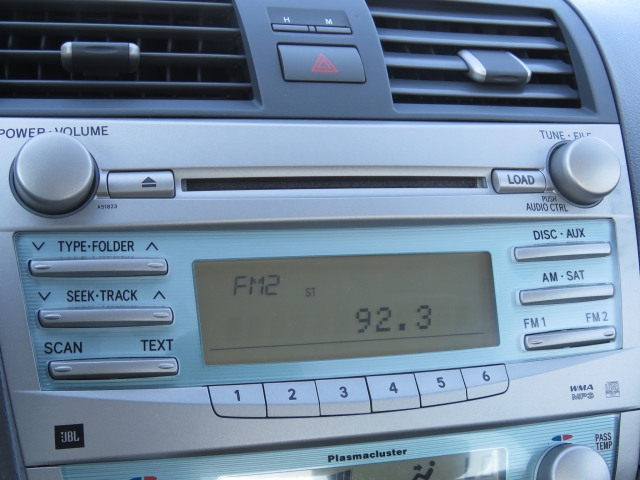 H M
POWER·VOLUME
TUNE·FILE
LOAD
A51823
PUSH
AUDIO CTRL
TYPE·FOLDER
DISC·AUX
SEEK·TRACK
AM·SAT
SCAN TEXT
FM1 FM2
FM2 ST
92.3
1 2 3 4 5 6
WMA
MP3
JBL
Plasmacluster
PASS
TEMP